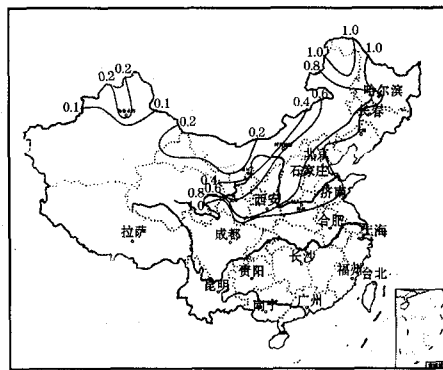 1.0
1.0
1.0
0.8
0.2
0.2
0.6
0.4
0.1
0.1
0.2
0.2
哈尔滨
长春
北京
石家庄
0.4
0.6
0.8
济南
西安
合肥
上海
拉萨
成都
长沙
贵阳
福州
台北
昆明
南宁
广州